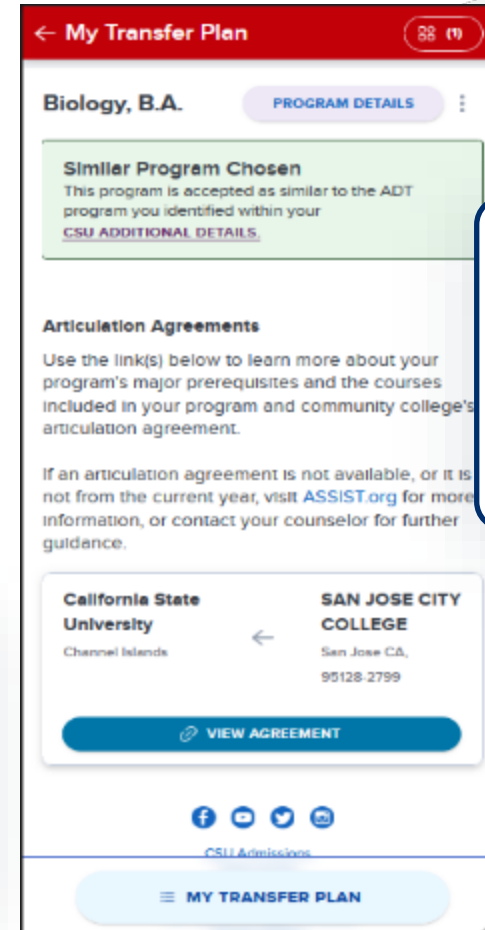 ← My Transfer Plan (1)
Biology, B.A. PROGRAM DETAILS
Similar Program Chosen
This program is accepted as similar to the ADT
program you identified within your
CSU ADDITIONAL DETAILS.
Articulation Agreements
Use the link(s) below to learn more about your
program's major prerequisites and the courses
included in your program and community college's
articulation agreement.
If an articulation agreement is not available, or it is
not from the current year, visit ASSIST.org for more
information, or contact your counselor for further
guidance.
California State
University
Channel Islands
←
SAN JOSE CITY
COLLEGE
San Jose CA,
95128-2799
VIEW AGREEMENT
CSU Admissions
MY TRANSFER PLAN